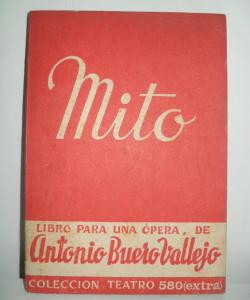 Mito
LIBRO PARA UNA ÓPERA, DE
Antonio Buero Vallejo
COLECCION TEATRO 580 (extra)